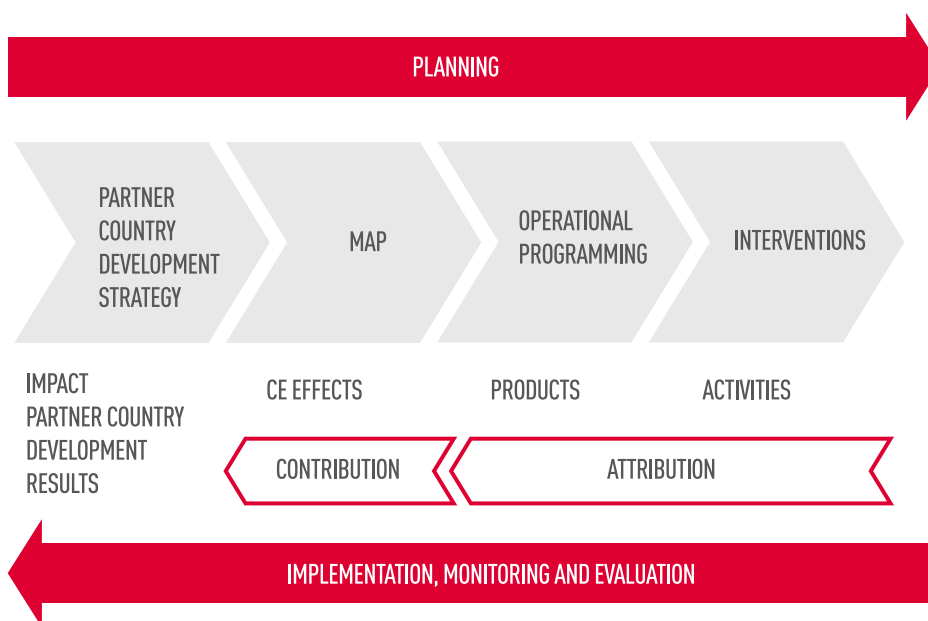 PLANNING
PARTNER
COUNTRY
DEVELOPMENT
STRATEGY
MAP
OPERATIONAL
PROGRAMMING
INTERVENTIONS
IMPACT
PARTNER COUNTRY
DEVELOPMENT
RESULTS
CE EFFECTS
PRODUCTS
ACTIVITIES
CONTRIBUTION
ATTRIBUTION
IMPLEMENTATION, MONITORING AND EVALUATION